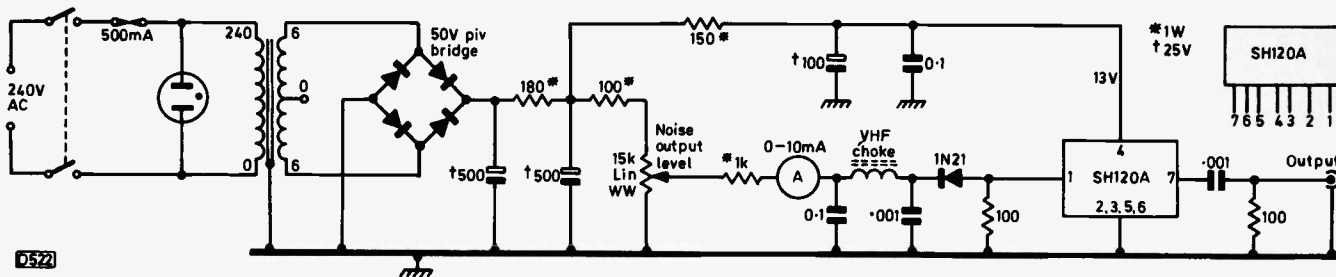 500mA
240V
AC
240
0
6
0
6
50V piv
bridge
†500
180*
†500
100*
150*
15k
Lin
WW
Noise
output
level
*1k
0-10mA
A
0·1
VHF
choke
·001
1N21
100
†100
0·1
13V
*1W
†25V
SH120A
7 6 5 4 3 2 1
4
1 SH120A 7
2,3,5,6
·001
100
Output
D522